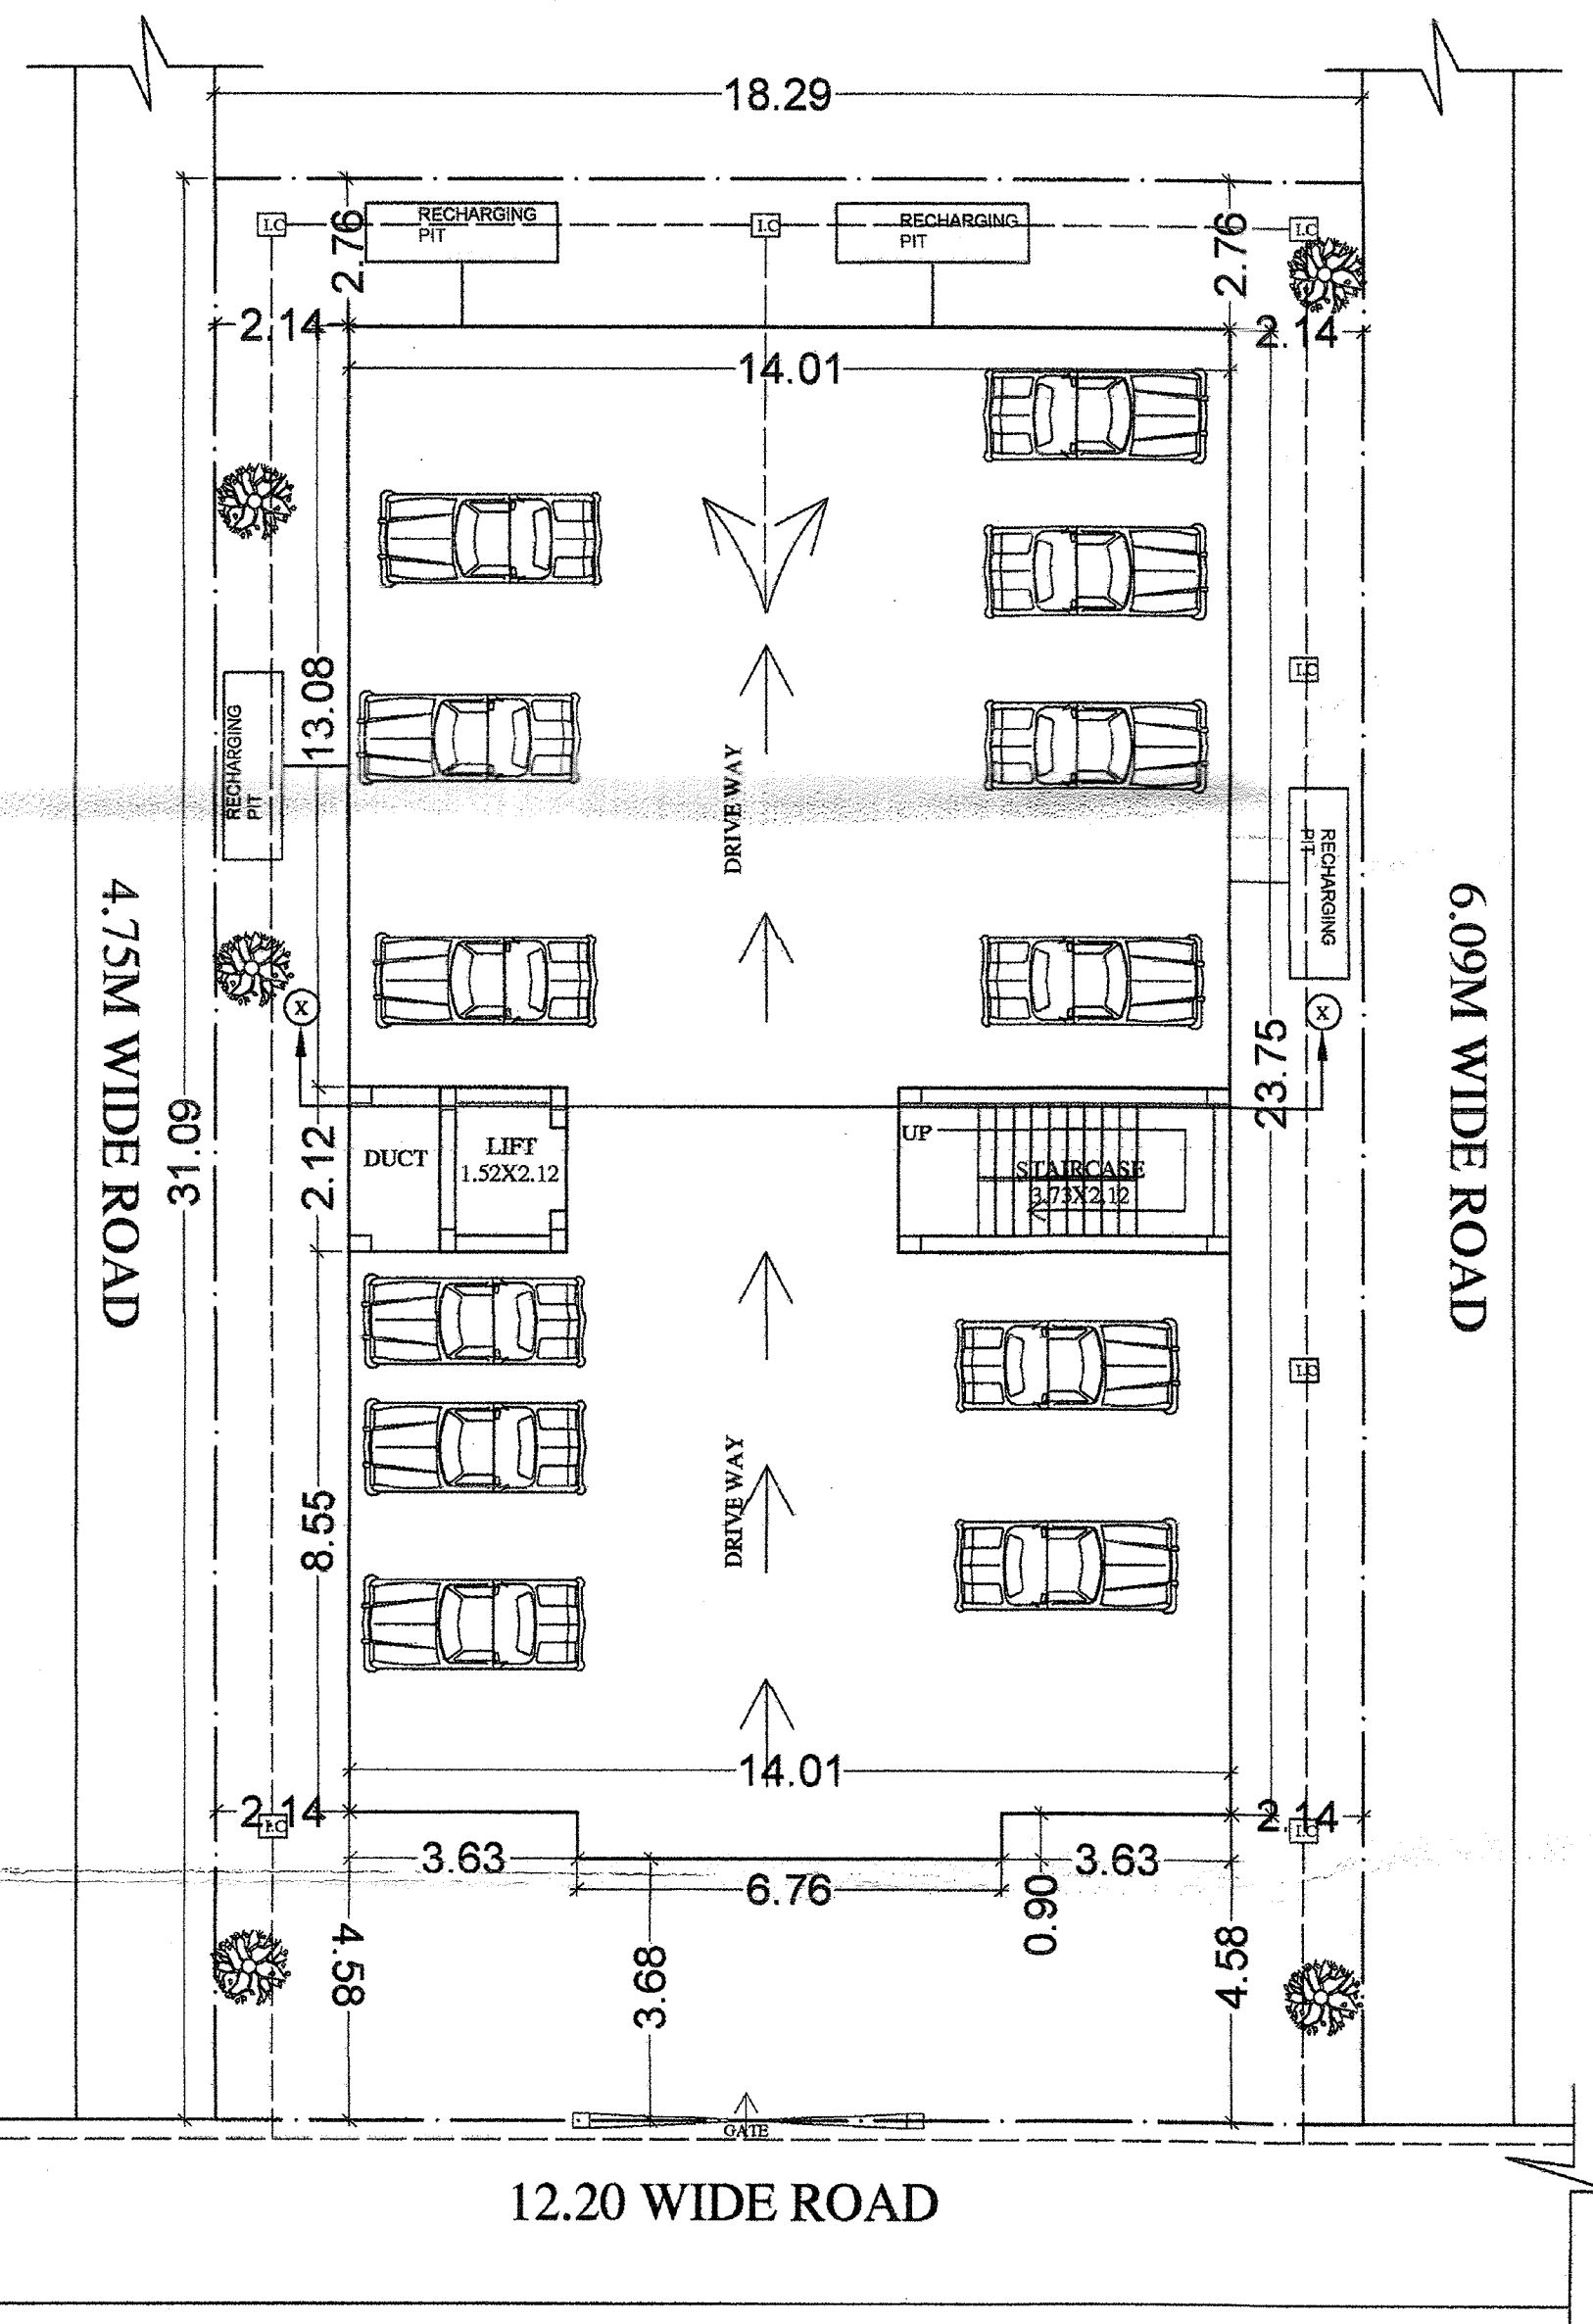 18.29
I.C
RECHARGING
PIT
I.C
RECHARGING
PIT
I.C
2.76
2.76
2.14
2.14
14.01
13.08
RECHARGING
PIT
DRIVE WAY
I.C
RECHARGING
PIT
4.75M WIDE ROAD
6.09M WIDE ROAD
X
X
31.09
23.75
2.12
DUCT
LIFT
1.52X2.12
UP
STAIRCASE
3.73X2.12
I.C
8.55
DRIVE WAY
14.01
2.14
I.C
2.14
I.C
3.63
3.63
6.76
0.90
4.58
3.68
4.58
GATE
12.20 WIDE ROAD